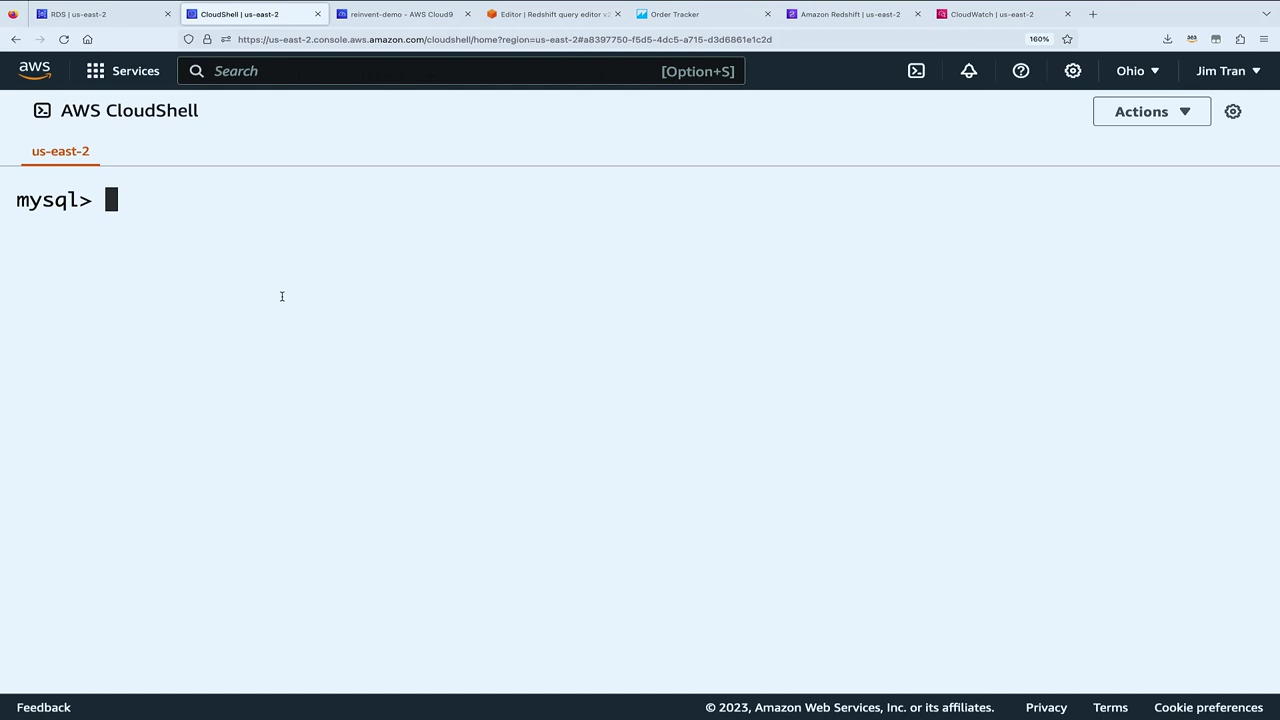 RDS | us-east-2
CloudShell | us-east-2
reinvent-demo - AWS Cloud9
Editor | Redshift query editor v2
Order Tracker
Amazon Redshift | us-east-2
CloudWatch | us-east-2
https://us-east-2.console.aws.amazon.com/cloudshell/home?region=us-east-2#a8397750-f5d5-4dc5-a715-d3d6861e1c2d
160%
aws
Services
Search
[Option+S]
Ohio
Jim Tran
AWS CloudShell
Actions
us-east-2
mysql>
Feedback
© 2023, Amazon Web Services, Inc. or its affiliates.
Privacy
Terms
Cookie preferences